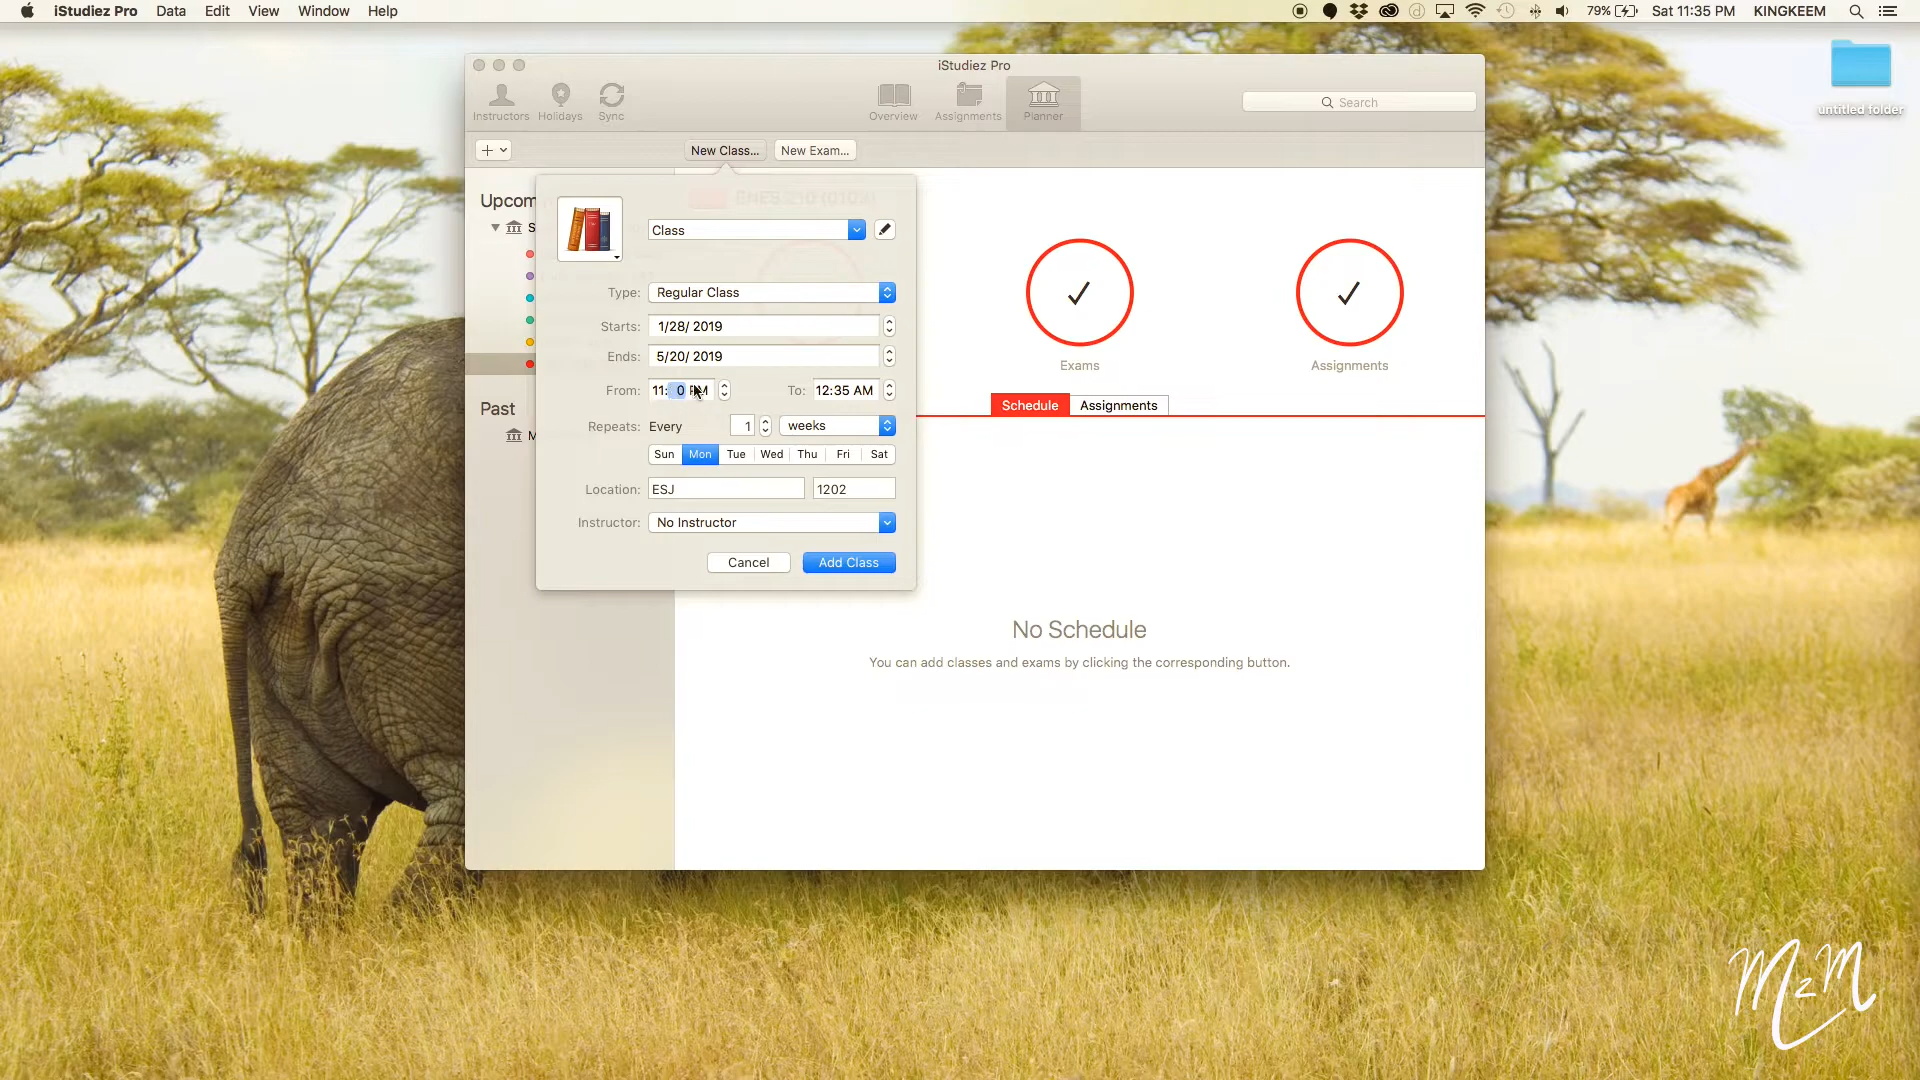 iStudiez Pro Data Edit View Window Help
79% Sat 11:35 PM KINGKEEM
untitled folder
iStudiez Pro
Instructors Holidays Sync
Overview Assignments Planner
Search
New Class... New Exam...
Upcom
S
Past
M
Class
Type: Regular Class
Starts: 1/28/ 2019
Ends: 5/20/ 2019
From: 11: 0 PM To: 12:35 AM
Repeats: Every 1 weeks
Sun Mon Tue Wed Thu Fri Sat
Location: ESJ 1202
Instructor: No Instructor
Cancel Add Class
Exams
Assignments
Schedule Assignments
No Schedule
You can add classes and exams by clicking the corresponding button.
MzM